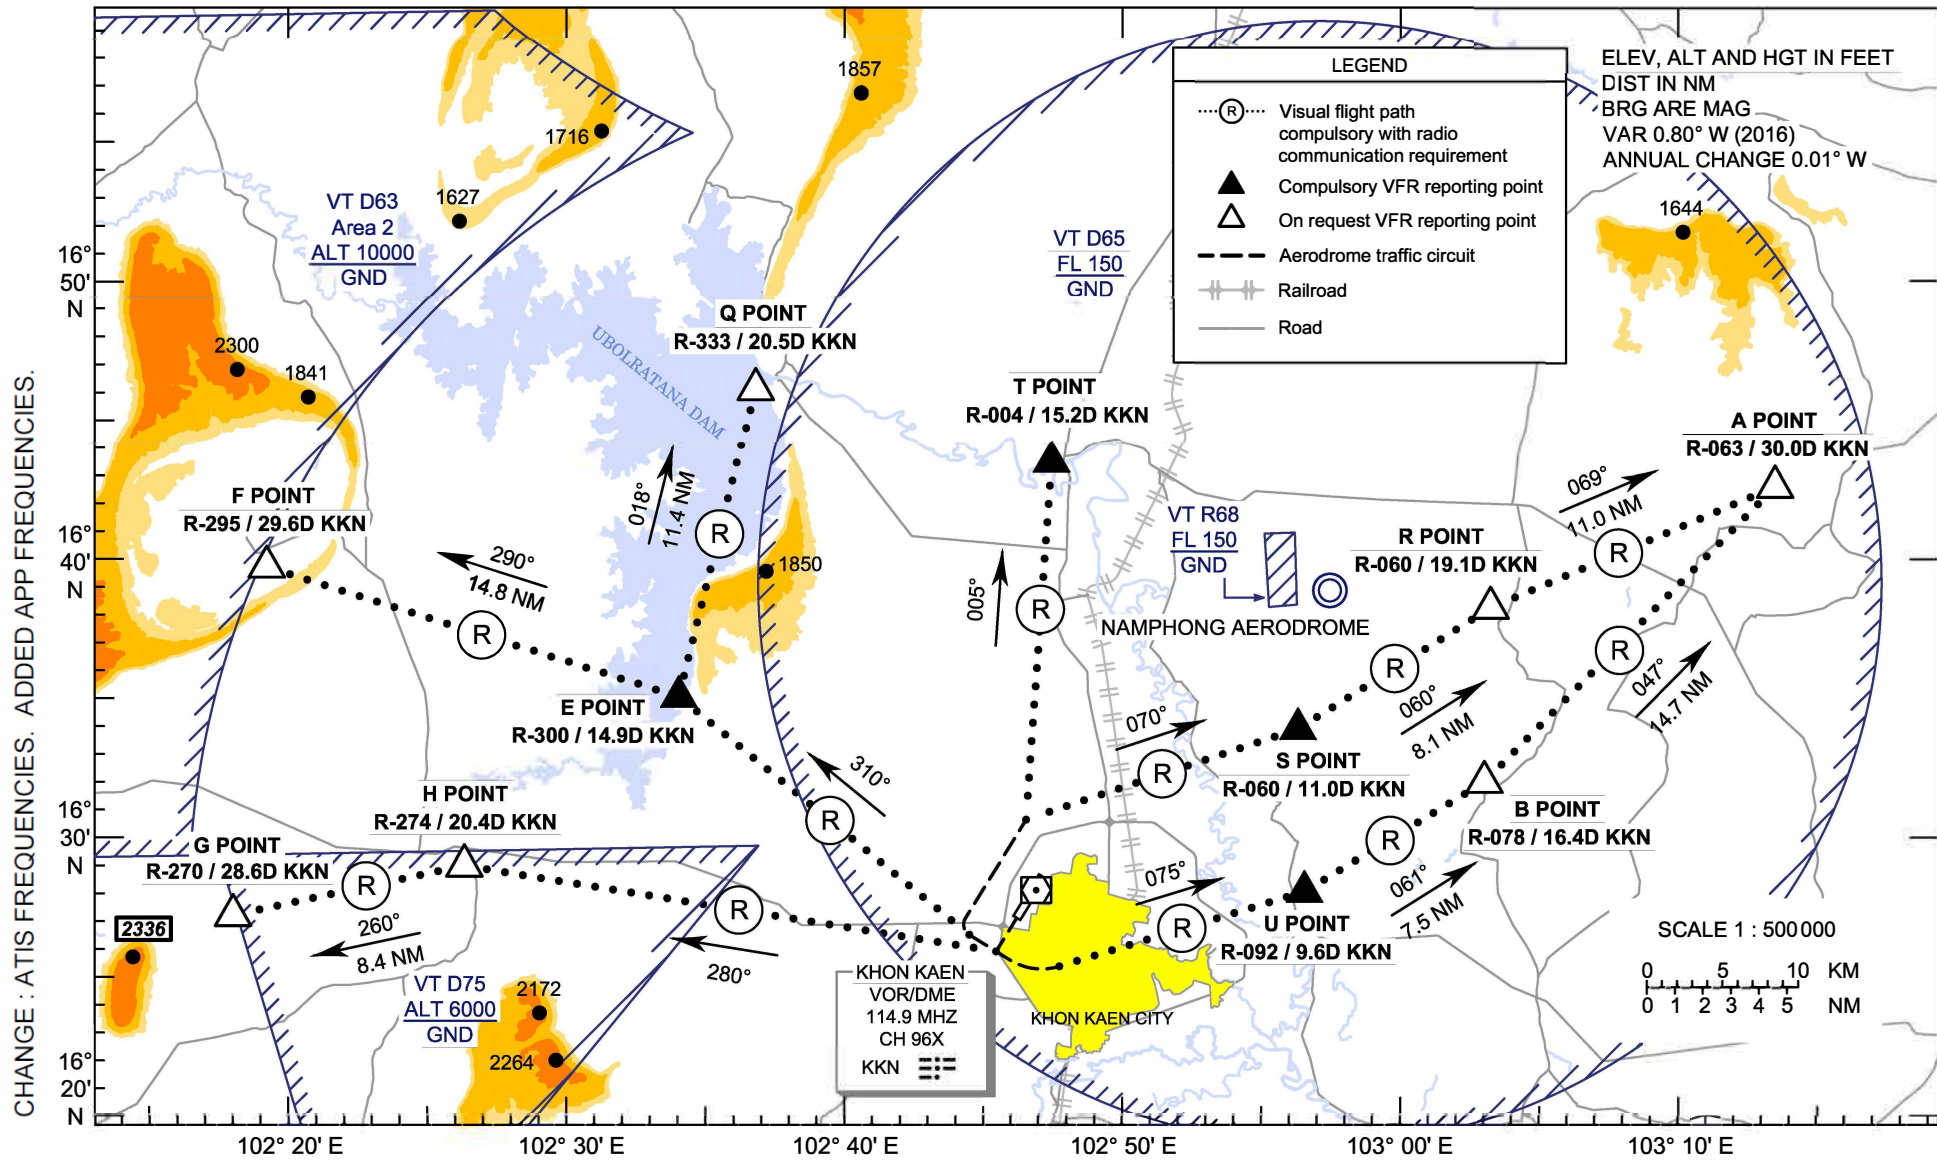 CHANGE : ATIS FREQUENCIES. ADDED APP FREQUENCIES.
LEGEND
Visual flight path
compulsory with radio
communication requirement
Compulsory VFR reporting point
On request VFR reporting point
Aerodrome traffic circuit
Railroad
Road
R
ELEV, ALT AND HGT IN FEET
DIST IN NM
BRG ARE MAG
VAR 0.80° W (2016)
ANNUAL CHANGE 0.01° W
1857
1716
1627
1644
VT D63
Area 2
ALT 10000
GND
VT D65
FL 150
GND
16°
50'
N
Q POINT
R-333 / 20.5D KKN
UBOLRATANA DAM
2300
1841
T POINT
R-004 / 15.2D KKN
A POINT
R-063 / 30.0D KKN
F POINT
R-295 / 29.6D KKN
018°
11.4 NM
R
069°
11.0 NM
R
VT R68
FL 150
GND
R POINT
R-060 / 19.1D KKN
16°
40'
N
290°
14.8 NM
R
1850
005°
R
NAMPHONG AERODROME
R
R
047°
14.7 NM
E POINT
R-300 / 14.9D KKN
070°
R
060°
8.1 NM
S POINT
R-060 / 11.0D KKN
310°
R
H POINT
R-274 / 20.4D KKN
B POINT
R-078 / 16.4D KKN
16°
30'
N
G POINT
R-270 / 28.6D KKN
R
260°
8.4 NM
R
280°
075°
R
R
061°
7.5 NM
U POINT
R-092 / 9.6D KKN
2336
VT D75
ALT 6000
GND
2172
2264
KHON KAEN
VOR/DME
114.9 MHZ
CH 96X
KKN
KHON KAEN CITY
SCALE 1 : 500 000
0 5 10 KM
0 1 2 3 4 5 NM
16°
20'
N
102° 20' E
102° 30' E
102° 40' E
102° 50' E
103° 00' E
103° 10' E